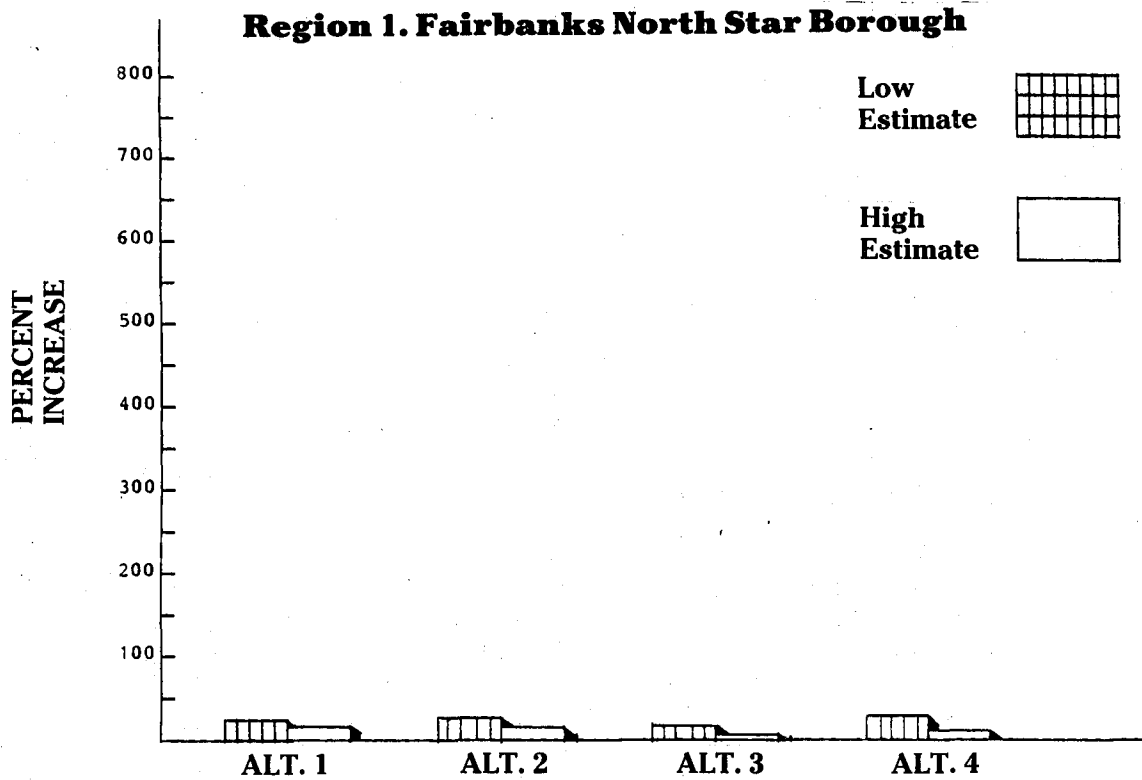 Region 1. Fairbanks North Star Borough
Low
Estimate
High
Estimate
PERCENT
INCREASE
800
700
600
500
400
300
200
100
ALT. 1
ALT. 2
ALT. 3
ALT. 4